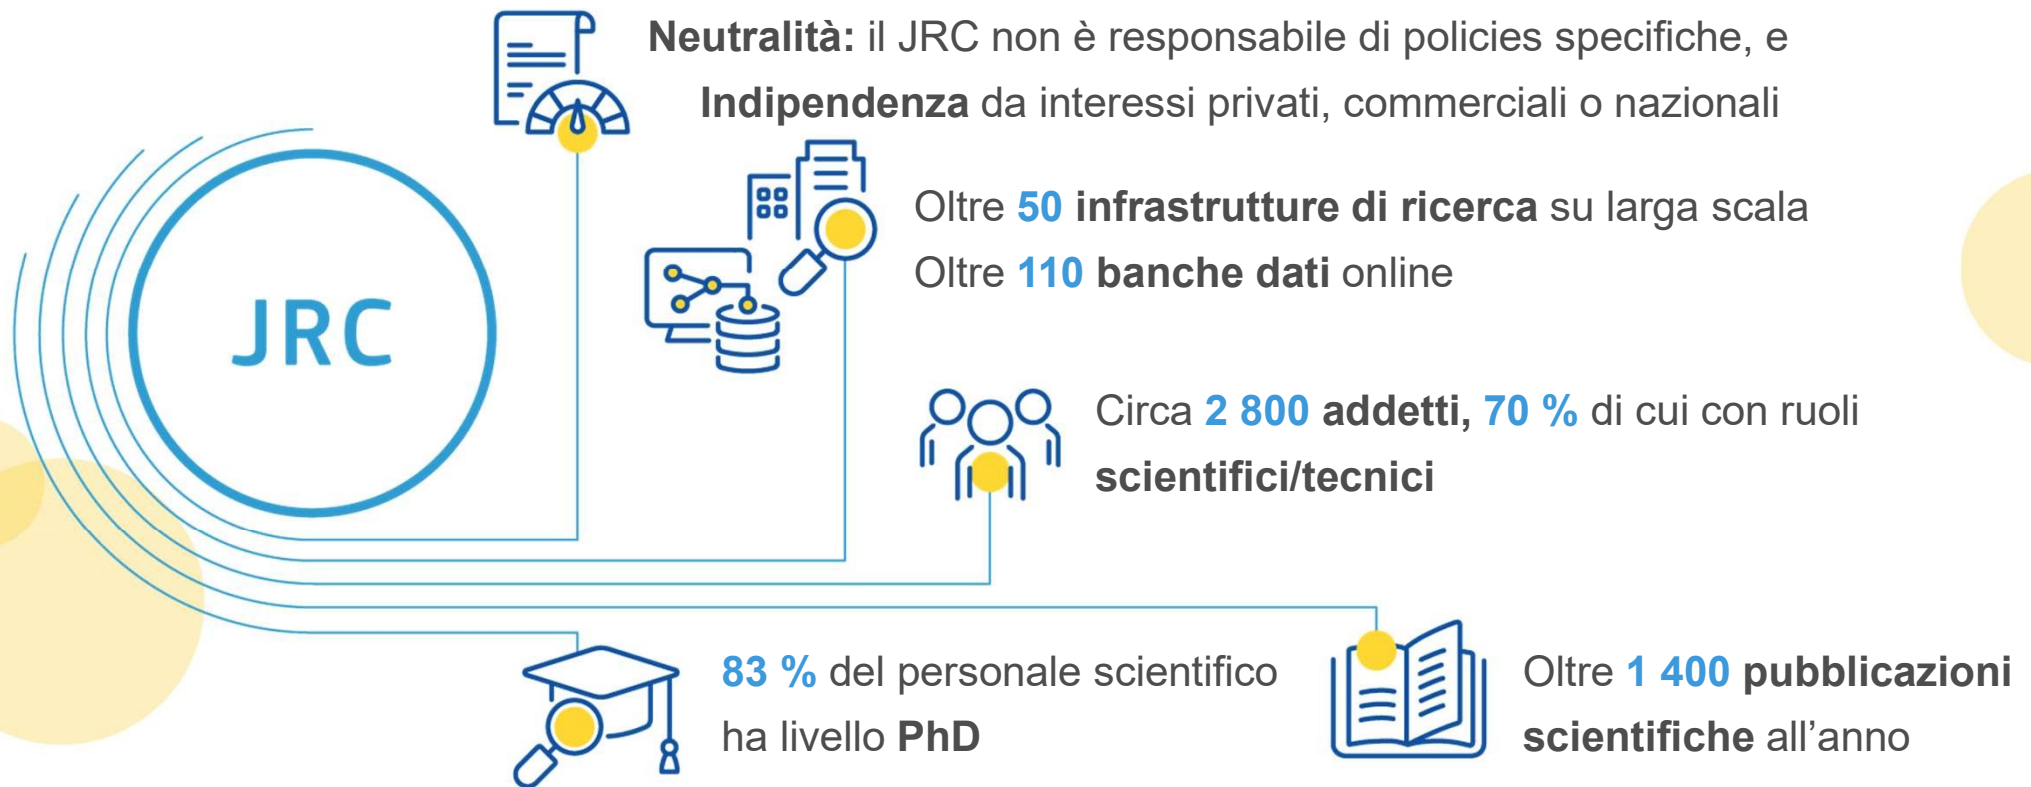 Neutralità: il JRC non è responsabile di policies specifiche, e
Indipendenza da interessi privati, commerciali o nazionali
Oltre 50 infrastrutture di ricerca su larga scala
Oltre 110 banche dati online
JRC
Circa 2 800 addetti, 70 % di cui con ruoli
scientifici/tecnici
83 % del personale scientifico
ha livello PhD
Oltre 1 400 pubblicazioni
scientifiche all’anno